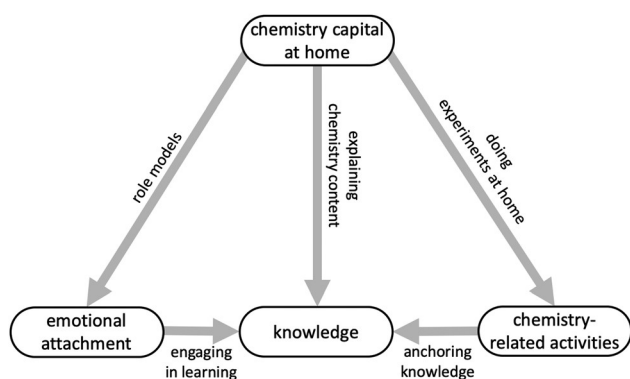 chemistry capital
at home
role models
explaining
chemistry content
doing
experiments at home
emotional
attachment
engaging
in learning
knowledge
anchoring
knowledge
chemistry-
related activities